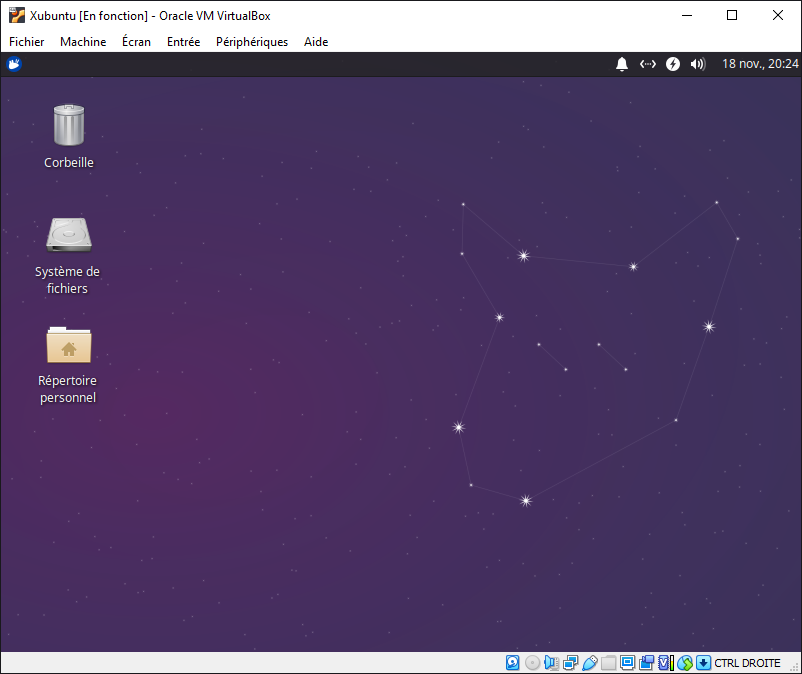 Xubuntu [En fonction] - Oracle VM VirtualBox
Fichier Machine Écran Entrée Périphériques Aide
18 nov., 20:24
Corbeille
Système de
fichiers
Répertoire
personnel
CTRL DROITE